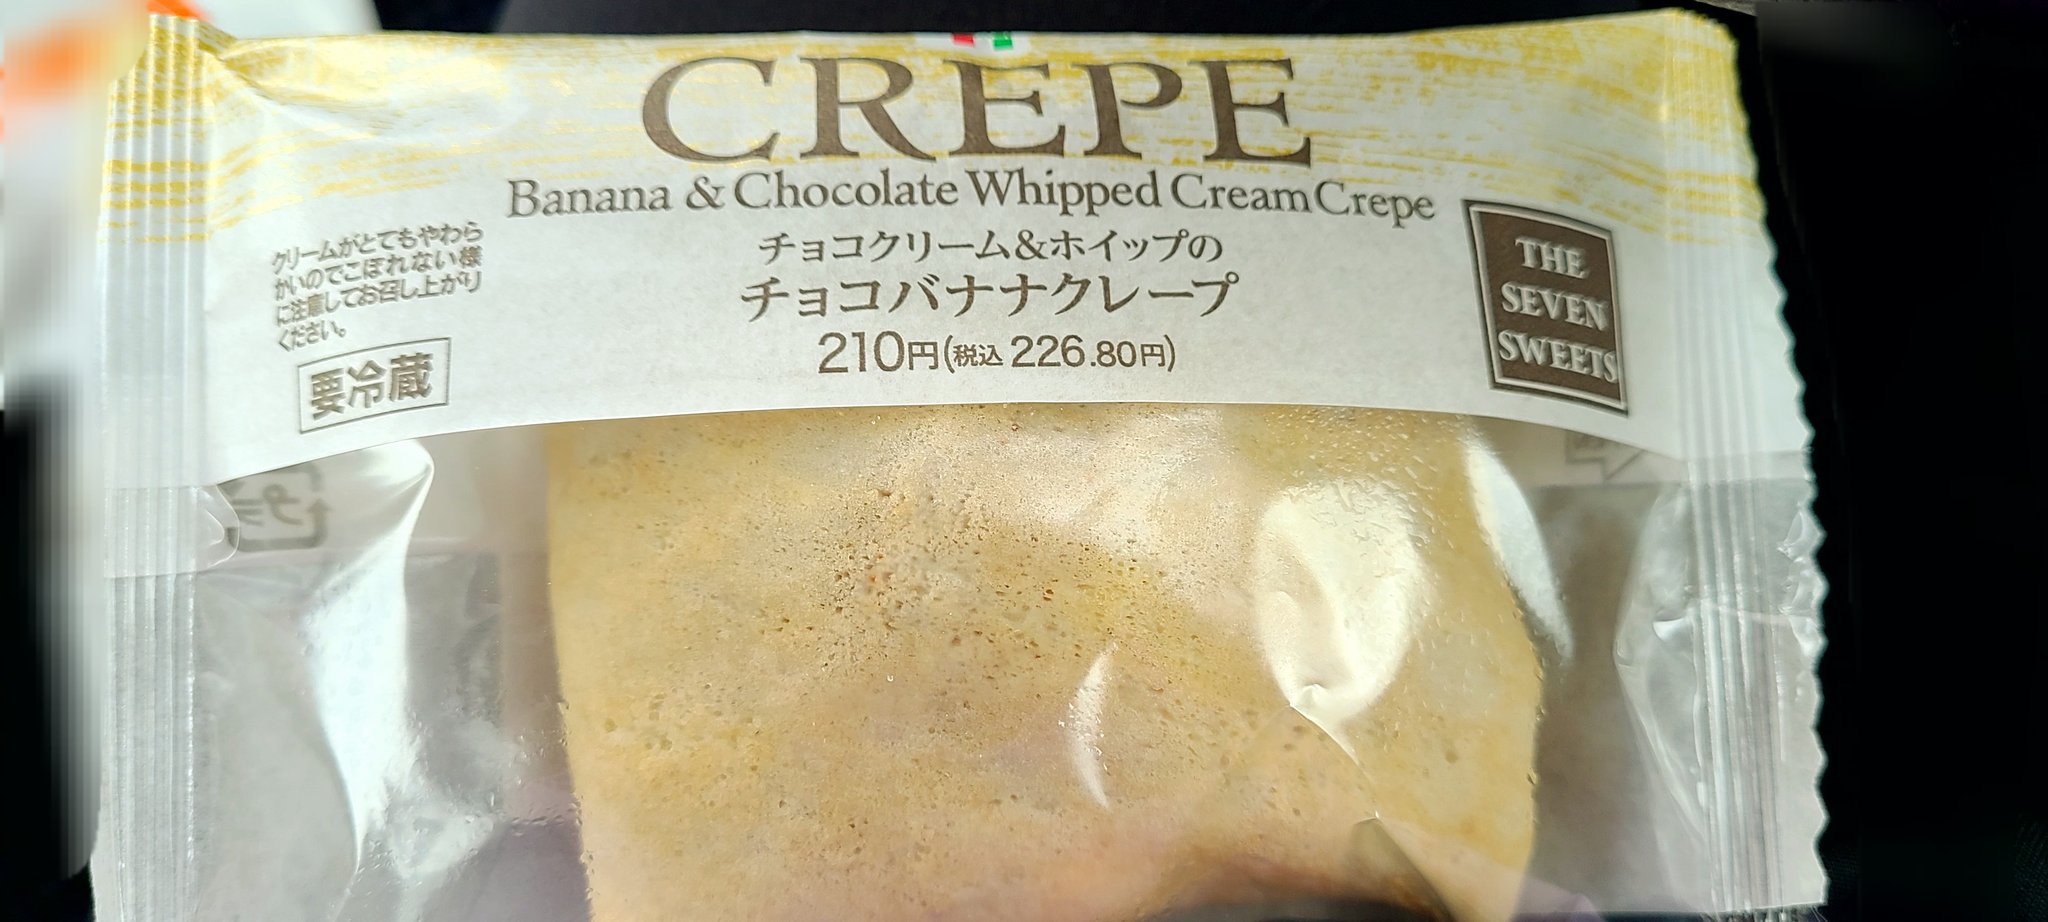 CREPE
Banana & Chocolate Whipped Cream Crepe
チョコクリーム&ホイップの
チョコバナナクレープ
210円(税込 226.80円)
クリームがとてもやわら
かいのでこぼれない様
に注意してお召し上がり
ください。
要冷蔵
THE
SEVEN
SWEETS
プ